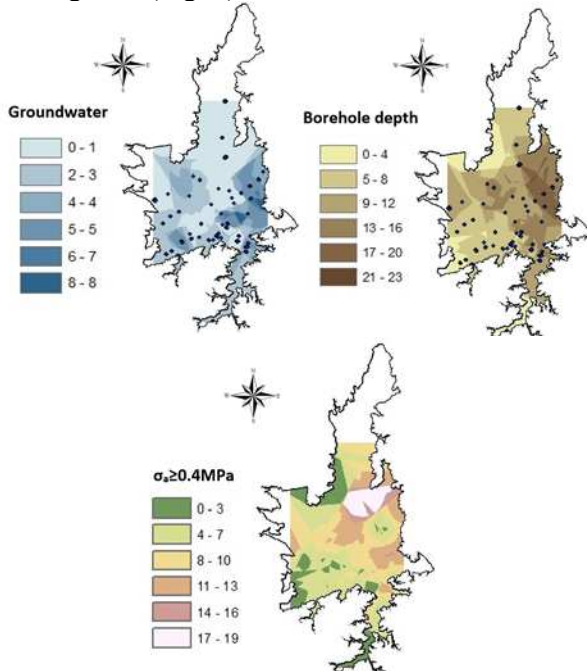 Groundwater
0 - 1
2 - 3
4 - 4
5 - 5
6 - 7
8 - 8
Borehole depth
0 - 4
5 - 8
9 - 12
13 - 16
17 - 20
21 - 23
σₐ≥0.4MPa
0 - 3
4 - 7
8 - 10
11 - 13
14 - 16
17 - 19